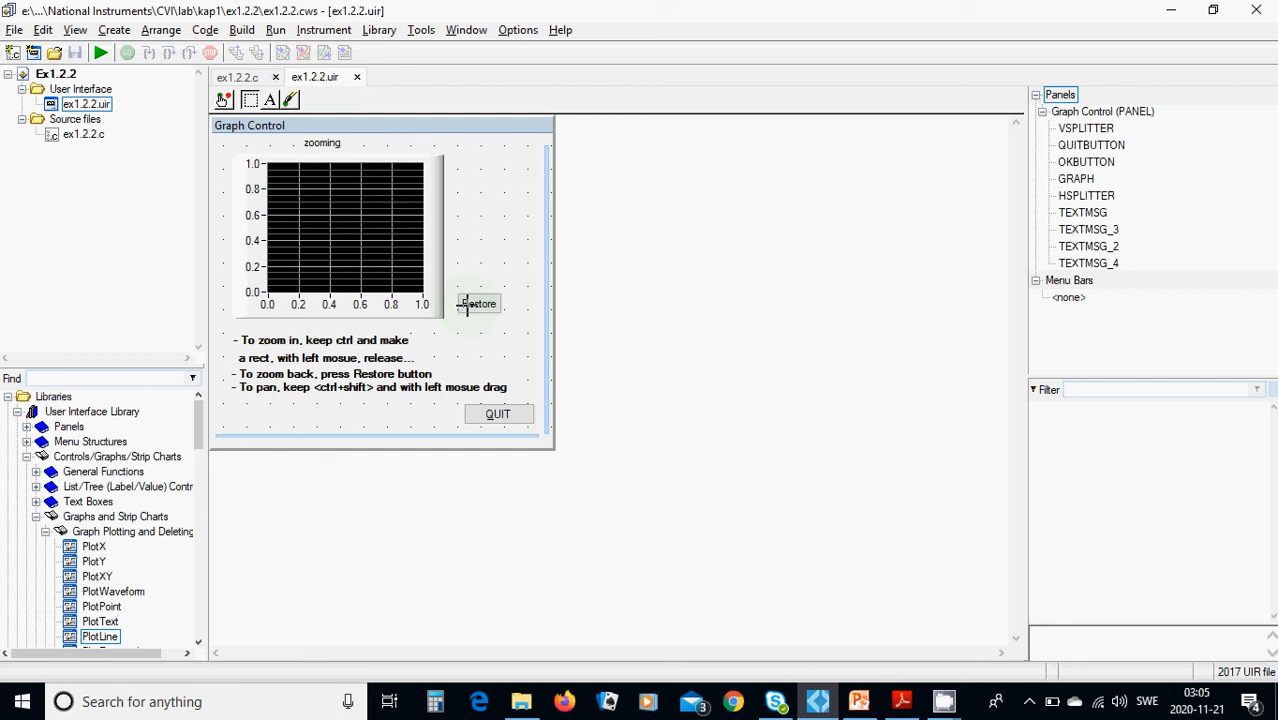 e:\...\National Instruments\CVI\lab\kap1\ex1.2.2\ex1.2.2.cws - [ex1.2.2.uir]
File Edit View Create Arrange Code Build Run Instrument Library Tools Window Options Help
Ex1.2.2
User Interface
ex1.2.2.uir
Source files
ex1.2.2.c
ex1.2.2.c
ex1.2.2.uir
A
Graph Control
zooming
1.0
0.8
0.6
0.4
0.2
0.0
0.0 0.2 0.4 0.6 0.8 1.0
Restore
- To zoom in, keep ctrl and make
a rect, with left mosue, release...
- To zoom back, press Restore button
- To pan, keep <ctrl+shift> and with left mosue drag
QUIT
Panels
Graph Control (PANEL)
VSPLITTER
QUITBUTTON
OKBUTTON
GRAPH
HSPLITTER
TEXTMSG
TEXTMSG_3
TEXTMSG_2
TEXTMSG_4
Menu Bars
<none>
Filter
Find
Libraries
User Interface Library
Panels
Menu Structures
Controls/Graphs/Strip Charts
General Functions
List/Tree (Label/Value) Contr
Text Boxes
Graphs and Strip Charts
Graph Plotting and Deleting
PlotX
PlotY
PlotXY
PlotWaveform
PlotPoint
PlotText
PlotLine
2017 UIR file
Search for anything
3
SWE
03:05
2020-11-21
4